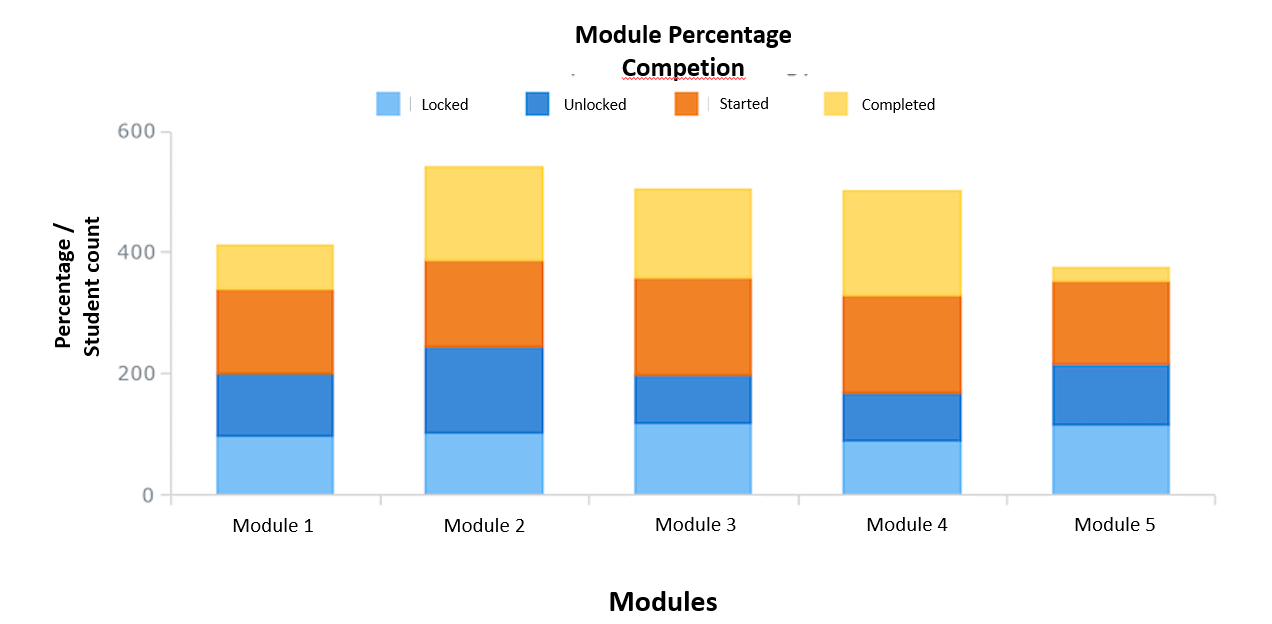 Module Percentage
Competion
Locked
Unlocked
Started
Completed
600
400
200
0
Percentage /
Student count
Module 1
Module 2
Module 3
Module 4
Module 5
Modules